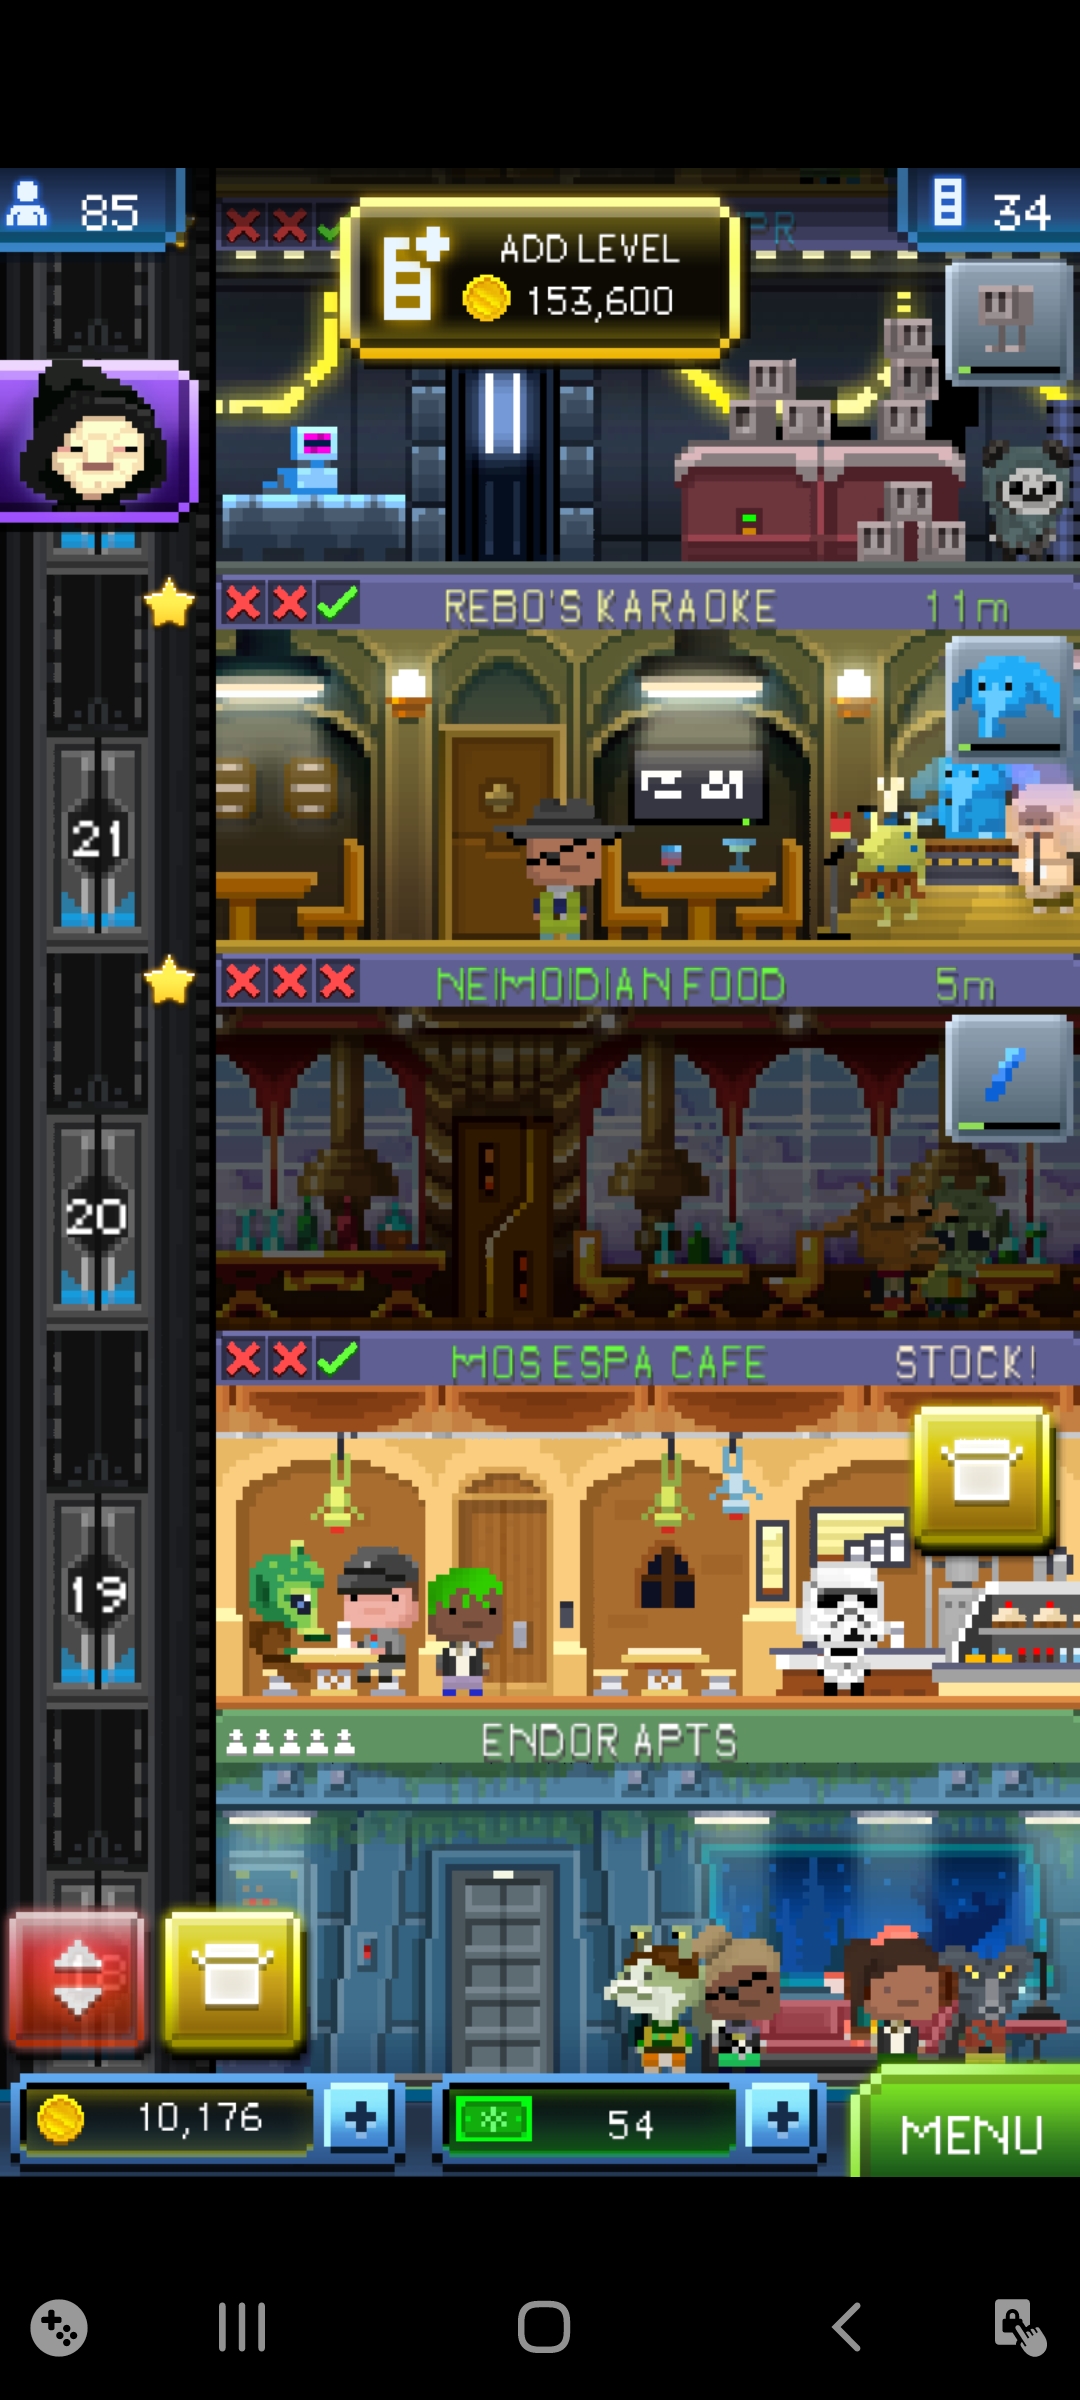 85
34
ADD LEVEL
153,600
REBO'S KARAOKE 11m
21
NEIMOIDIAN FOOD 5m
20
MOS ESPA CAFE STOCK!
19
ENDOR APTS
10,176
54
MENU